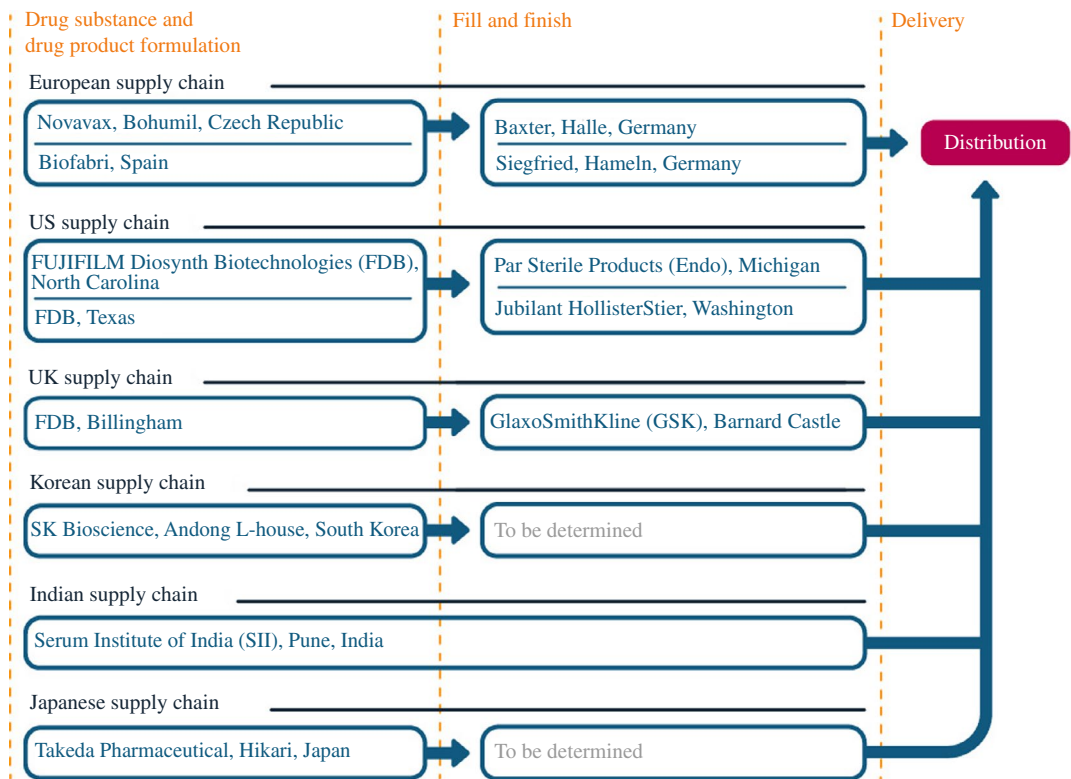 Drug substance and
drug product formulation
Fill and finish
Delivery
European supply chain
Novavax, Bohumil, Czech Republic
Biofabri, Spain
Baxter, Halle, Germany
Siegfried, Hameln, Germany
Distribution
US supply chain
FUJIFILM Diosynth Biotechnologies (FDB),
North Carolina
FDB, Texas
Par Sterile Products (Endo), Michigan
Jubilant HollisterStier, Washington
UK supply chain
FDB, Billingham
GlaxoSmithKline (GSK), Barnard Castle
Korean supply chain
SK Bioscience, Andong L-house, South Korea
To be determined
Indian supply chain
Serum Institute of India (SII), Pune, India
Japanese supply chain
Takeda Pharmaceutical, Hikari, Japan
To be determined